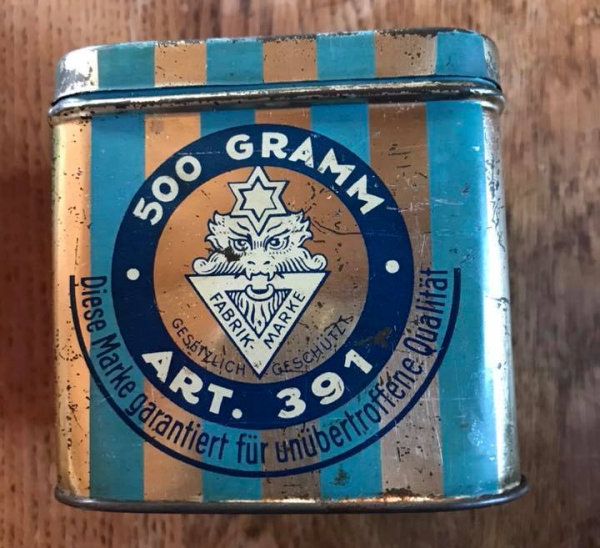 500 GRAMM
FABRIK MARKE
GESETZLICH GESCHÜTZT
ART. 391
Diese Marke garantiert für unübertroffene Qualität